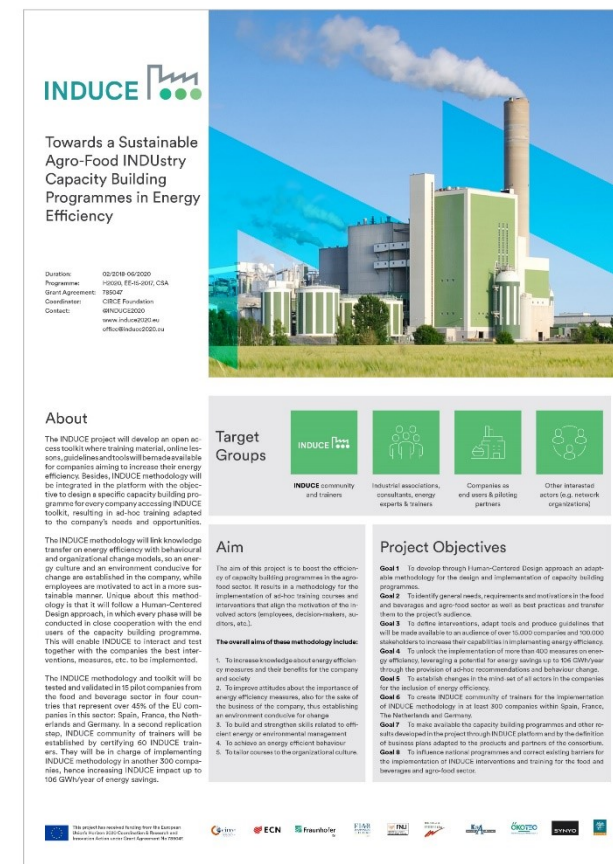 INDUCE
Towards a Sustainable
Agro-Food INDUstry
Capacity Building
Programmes in Energy
Efficiency
Duration: 02/2018-06/2020
Programme: H2020, EE-15-2017, CSA
Grant Agreement: 785047
Coordinator: CIRCE Foundation
Contact: @INDUCE2020
www.induce2020.eu
office@induce2020.eu
About
The INDUCE project will develop an open ac-
cess toolkit where training material, online les-
sons, guidelines and tools will be made available
for companies aiming to increase their energy
efficiency. Besides, INDUCE methodology will
be integrated in the platform with the objec-
tive to design a specific capacity building pro-
gramme for every company accessing INDUCE
toolkit, resulting in ad-hoc training adapted
to the company's needs and opportunities.
The INDUCE methodology will link knowledge
transfer on energy efficiency with behavioural
and organizational change models, so an ener-
gy culture and an environment conducive for
change are established in the company, while
employees are motivated to act in a more sus-
tainable manner. Unique about this method-
ology is that it will follow a Human-Centered
Design approach, in which every phase will be
conducted in close cooperation with the end
users of the capacity building programme.
This will enable INDUCE to interact and test
together with the companies the best inter-
ventions, measures, etc. to be implemented.
The INDUCE methodology and toolkit will be
tested and validated in 15 pilot companies from
the food and beverage sector in four coun-
tries that represent over 45% of the EU com-
panies in this sector: Spain, France, the Neth-
erlands and Germany. In a second replication
step, INDUCE community of trainers will be
established by certifying 60 INDUCE train-
ers. They will be in charge of implementing
INDUCE methodology in another 300 compa-
nies, hence increasing INDUCE impact up to
106 GWh/year of energy savings.
Target
Groups
INDUCE
INDUCE community
and trainers
Industrial associations,
consultants, energy
experts & trainers
Companies as
end users & piloting
partners
Other interested
actors (e.g. network
organizations)
Aim
The aim of this project is to boost the efficien-
cy of capacity building programmes in the agro-
food sector. It results in a methodology for the
implementation of ad-hoc training courses and
interventions that align the motivation of the in-
volved actors (employees, decision-makers, au-
ditors, etc.).
The overall aims of these methodology include:
1. To increase knowledge about energy efficien-
cy measures and their benefits for the company
and society
2. To improve attitudes about the importance of
energy efficiency measures, also for the sake of
the business of the company, thus establishing
an environment conducive for change
3. To build and strengthen skills related to effi-
cient energy or environmental management
4. To achieve an energy efficient behaviour
5. To tailor courses to the organizational culture.
Project Objectives
Goal 1 To develop through Human-Centered Design approach an adapt-
able methodology for the design and implementation of capacity building
programmes.
Goal 2 To identify general needs, requirements and motivations in the food
and beverages and agro-food sector as well as best practices and transfer
them to the project's audience.
Goal 3 To define interventions, adapt tools and produce guidelines that
will be made available to an audience of over 15.000 companies and 100.000
stakeholders to increase their capabilities in implementing energy efficiency.
Goal 4 To unlock the implementation of more than 400 measures on en-
ergy efficiency, leveraging a potential for energy savings up to 106 GWh/year
through the provision of ad-hoc recommendations and behaviour change.
Goal 5 To establish changes in the mind-set of all actors in the companies
for the inclusion of energy efficiency.
Goal 6 To create INDUCE community of trainers for the implementation
of INDUCE methodology in at least 300 companies within Spain, France,
The Netherlands and Germany.
Goal 7 To make available the capacity building programmes and other re-
sults developed in the project through INDUCE platform and by the definition
of business plans adapted to the products and partners of the consortium.
Goal 8 To influence national programmes and correct existing barriers for
the implementation of INDUCE interventions and training for the food and
beverages and agro-food sector.
This project has received funding from the European
Union's Horizon 2020 Coordination & Research and
Innovation Action under Grant Agreement No 785047
ECN
Fraunhofer
FIAB
ÖKOTEC
SYNYO